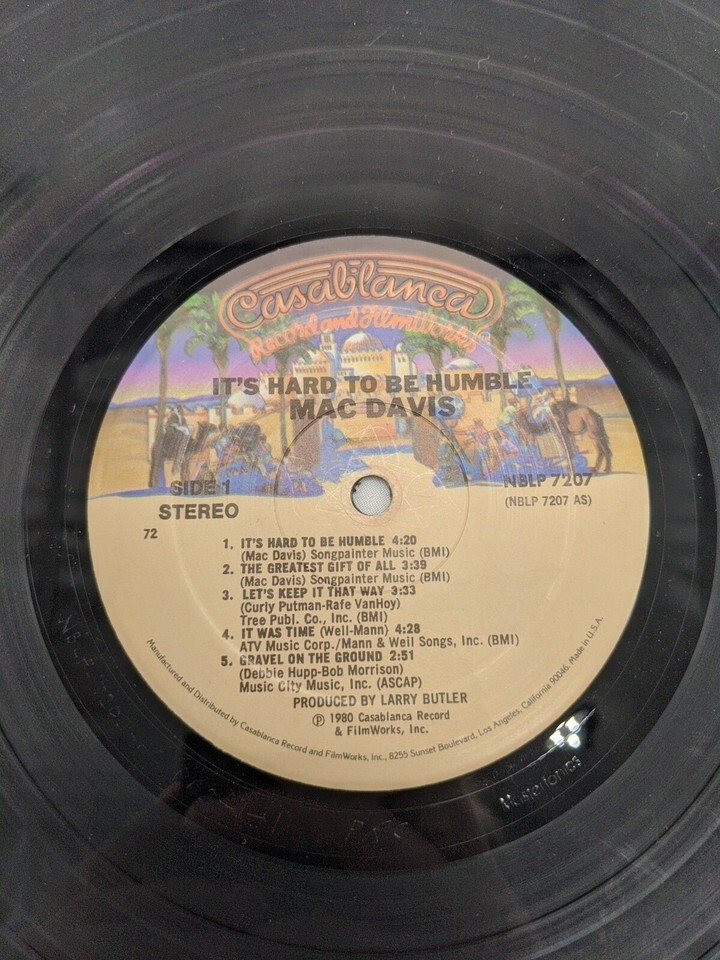 Casablanca
Record and FilmWorks
IT'S HARD TO BE HUMBLE
MAC DAVIS
SIDE 1
STEREO
NBLP 7207
(NBLP 7207 AS)
72
1. IT'S HARD TO BE HUMBLE 4:20
(Mac Davis) Songpainter Music (BMI)
2. THE GREATEST GIFT OF ALL 3:39
(Mac Davis) Songpainter Music (BMI)
3. LET'S KEEP IT THAT WAY 3:33
(Curly Putman-Rafe VanHoy)
Tree Publ. Co., Inc. (BMI)
4. IT WAS TIME (Weil-Mann) 4:28
ATV Music Corp./Mann & Weil Songs, Inc. (BMI)
5. GRAVEL ON THE GROUND 2:51
(Debbie Hupp-Bob Morrison)
Music City Music, Inc. (ASCAP)
PRODUCED BY LARRY BUTLER
℗ 1980 Casablanca Record
& FilmWorks, Inc.
Manufactured and Distributed by Casablanca Record and FilmWorks, Inc., 8255 Sunset Boulevard, Los Angeles, California 90046. Made in U.S.A.
Masterfonics